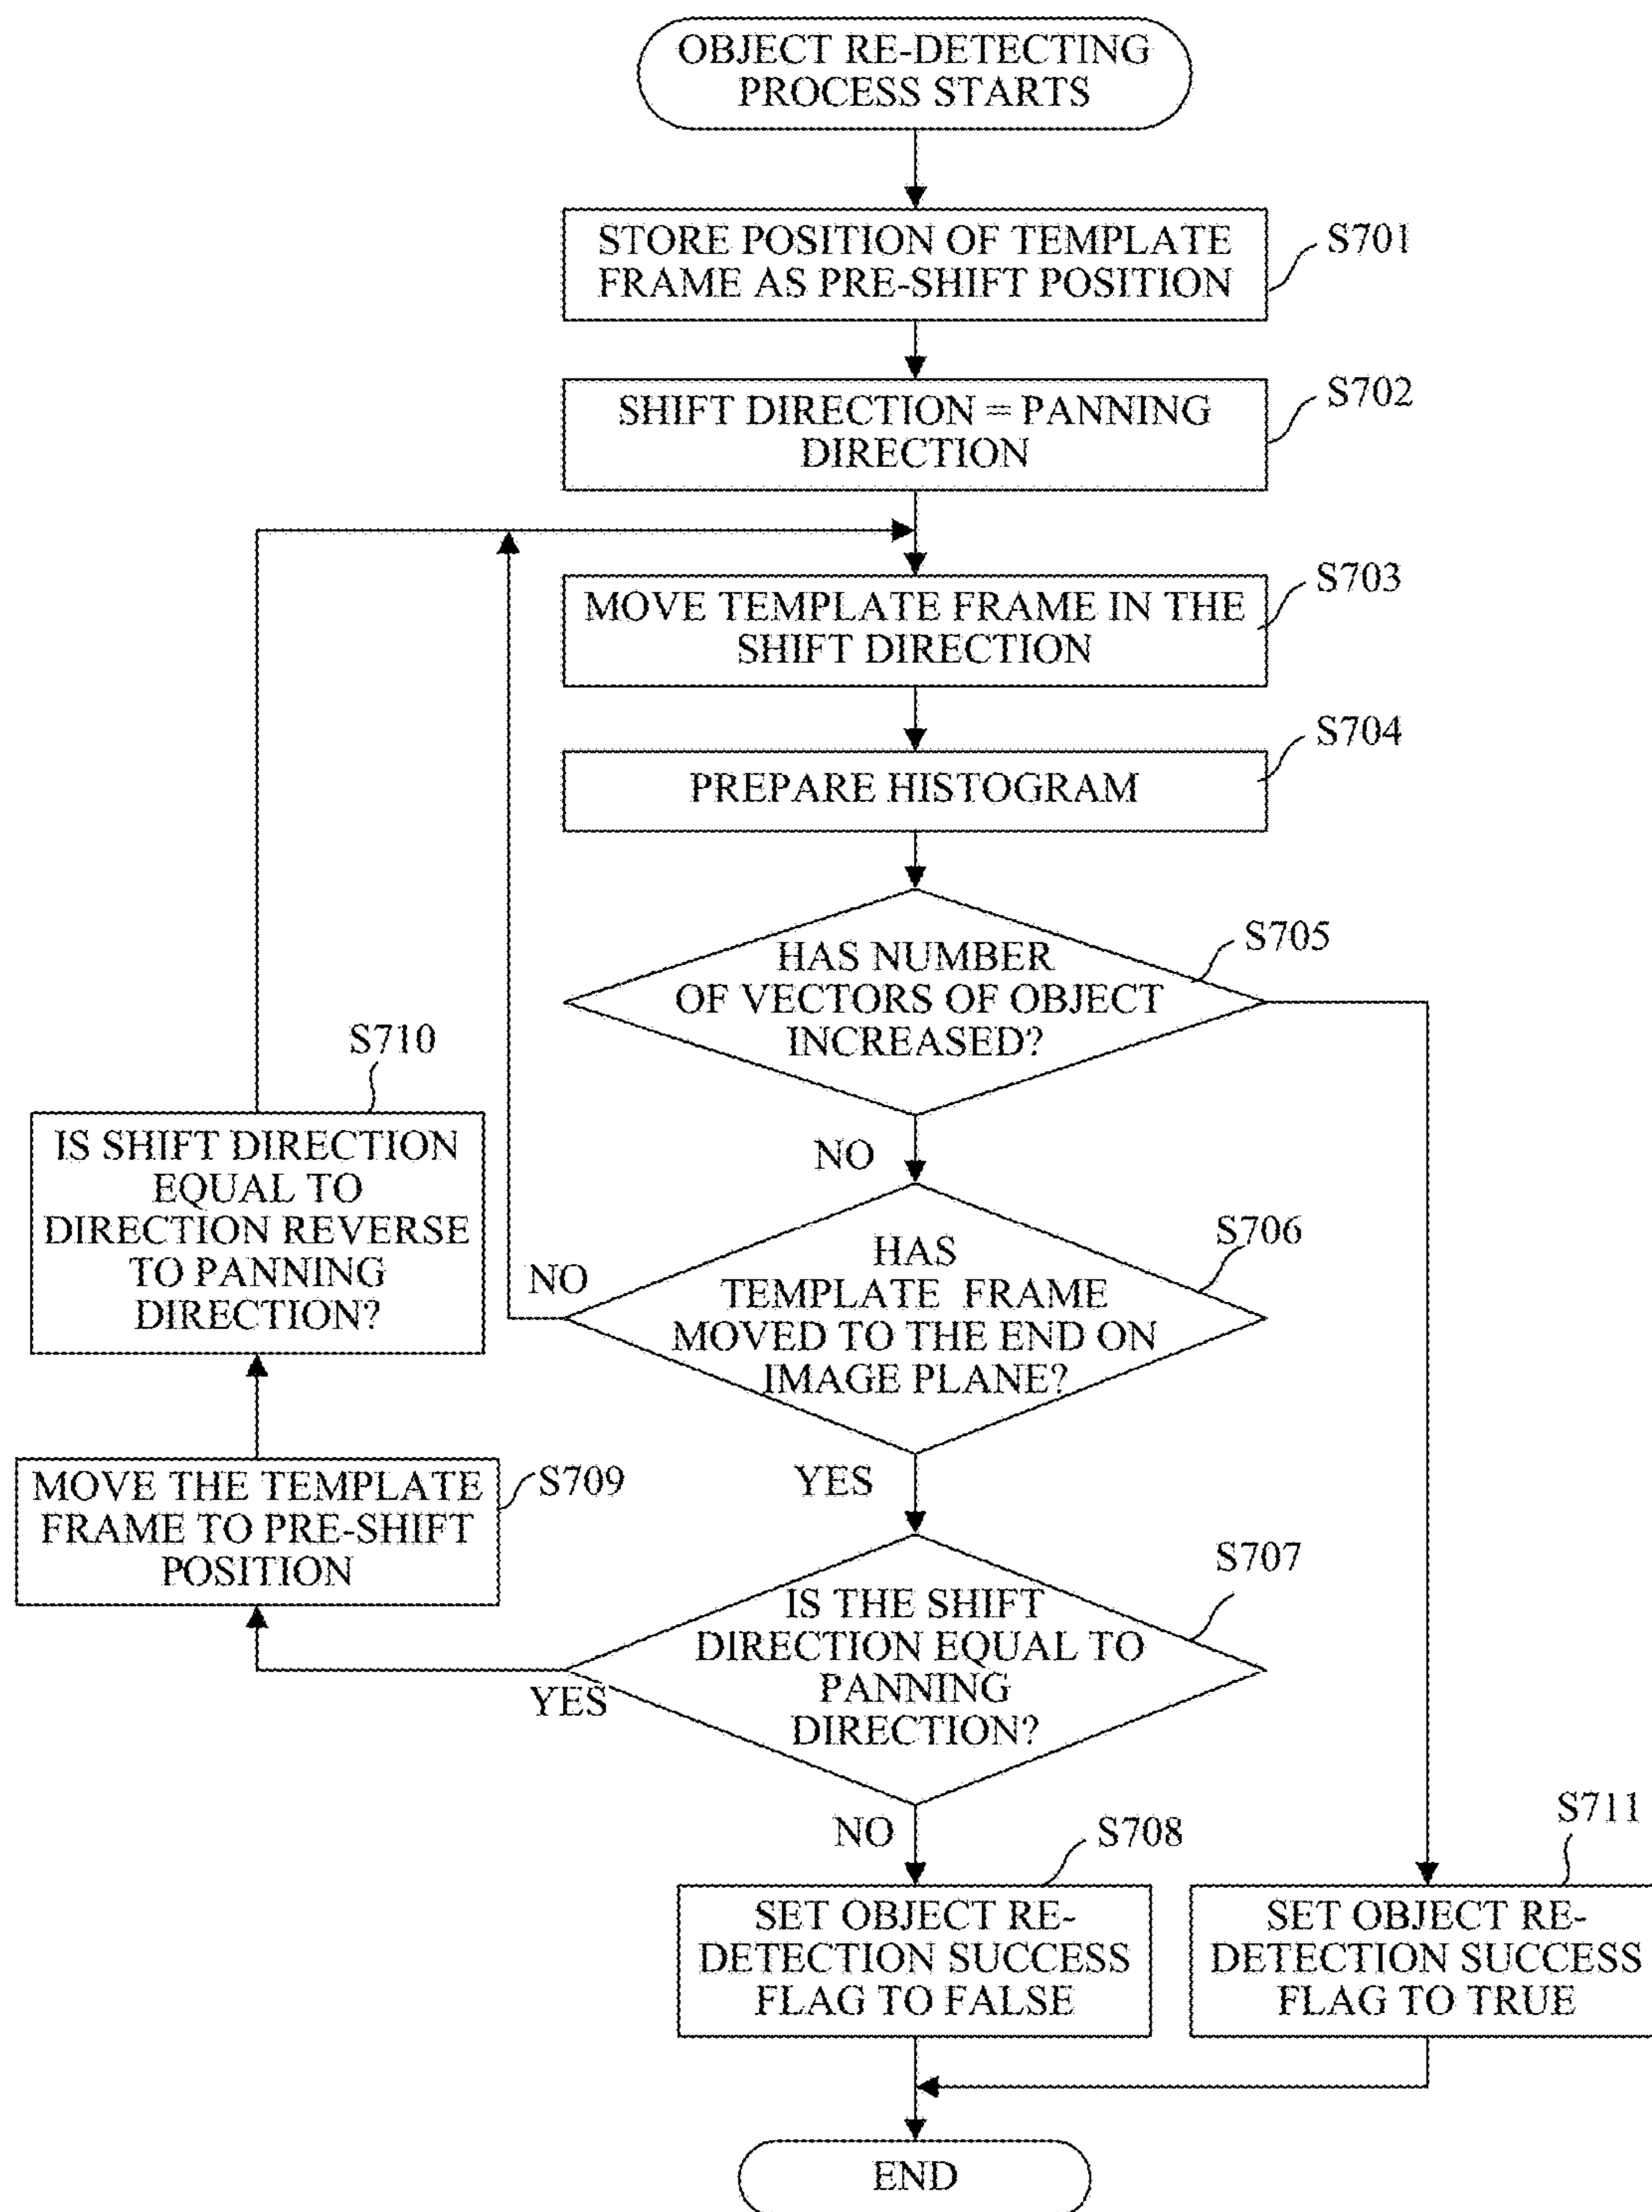 OBJECT RE-DETECTING
PROCESS STARTS
STORE POSITION OF TEMPLATE
FRAME AS PRE-SHIFT POSITION
S701
SHIFT DIRECTION = PANNING
DIRECTION
S702
MOVE TEMPLATE FRAME IN THE
SHIFT DIRECTION
S703
PREPARE HISTOGRAM
S704
HAS NUMBER
OF VECTORS OF OBJECT
INCREASED?
S705
NO
HAS
TEMPLATE FRAME
MOVED TO THE END ON
IMAGE PLANE?
S706
NO
YES
IS THE SHIFT
DIRECTION EQUAL TO
PANNING
DIRECTION?
S707
YES
NO
SET OBJECT RE-
DETECTION SUCCESS
FLAG TO FALSE
S708
MOVE THE TEMPLATE
FRAME TO PRE-SHIFT
POSITION
S709
IS SHIFT DIRECTION
EQUAL TO
DIRECTION REVERSE
TO PANNING
DIRECTION?
S710
SET OBJECT RE-
DETECTION SUCCESS
FLAG TO TRUE
S711
END